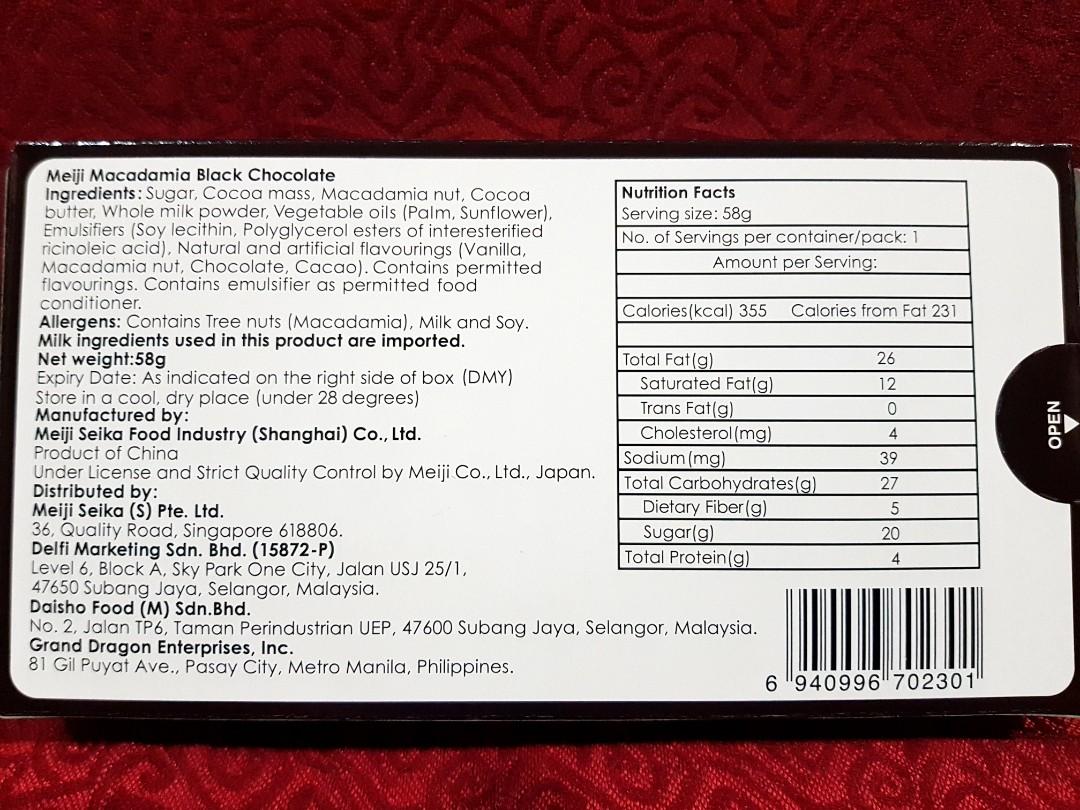 Meiji Macadamia Black Chocolate
Ingredients: Sugar, Cocoa mass, Macadamia nut, Cocoa
butter, Whole milk powder, Vegetable oils (Palm, Sunflower),
Emulsifiers (Soy lecithin, Polyglycerol esters of interesterified
ricinoleic acid), Natural and artificial flavourings (Vanilla,
Macadamia nut, Chocolate, Cacao). Contains permitted
flavourings. Contains emulsifier as permitted food
conditioner.
Allergens: Contains Tree nuts (Macadamia), Milk and Soy.
Milk ingredients used in this product are imported.
Net weight:58g
Expiry Date: As indicated on the right side of box (DMY)
Store in a cool, dry place (under 28 degrees)
Manufactured by:
Meiji Seika Food Industry (Shanghai) Co., Ltd.
Product of China
Under License and Strict Quality Control by Meiji Co., Ltd., Japan.
Distributed by:
Meiji Seika (S) Pte. Ltd.
36, Quality Road, Singapore 618806.
Delfi Marketing Sdn. Bhd. (15872-P)
Level 6, Block A, Sky Park One City, Jalan USJ 25/1,
47650 Subang Jaya, Selangor, Malaysia.
Daisho Food (M) Sdn.Bhd.
No. 2, Jalan TP6, Taman Perindustrian UEP, 47600 Subang Jaya, Selangor, Malaysia.
Grand Dragon Enterprises, Inc.
81 Gil Puyat Ave., Pasay City, Metro Manila, Philippines.
Nutrition Facts
Serving size: 58g
No. of Servings per container/pack: 1
Amount per Serving:
Calories(kcal) 355 Calories from Fat 231
Total Fat(g) 26
Saturated Fat(g) 12
Trans Fat(g) 0
Cholesterol(mg) 4
Sodium(mg) 39
Total Carbohydrates(g) 27
Dietary Fiber(g) 5
Sugar(g) 20
Total Protein(g) 4
6 940996 702301
OPEN